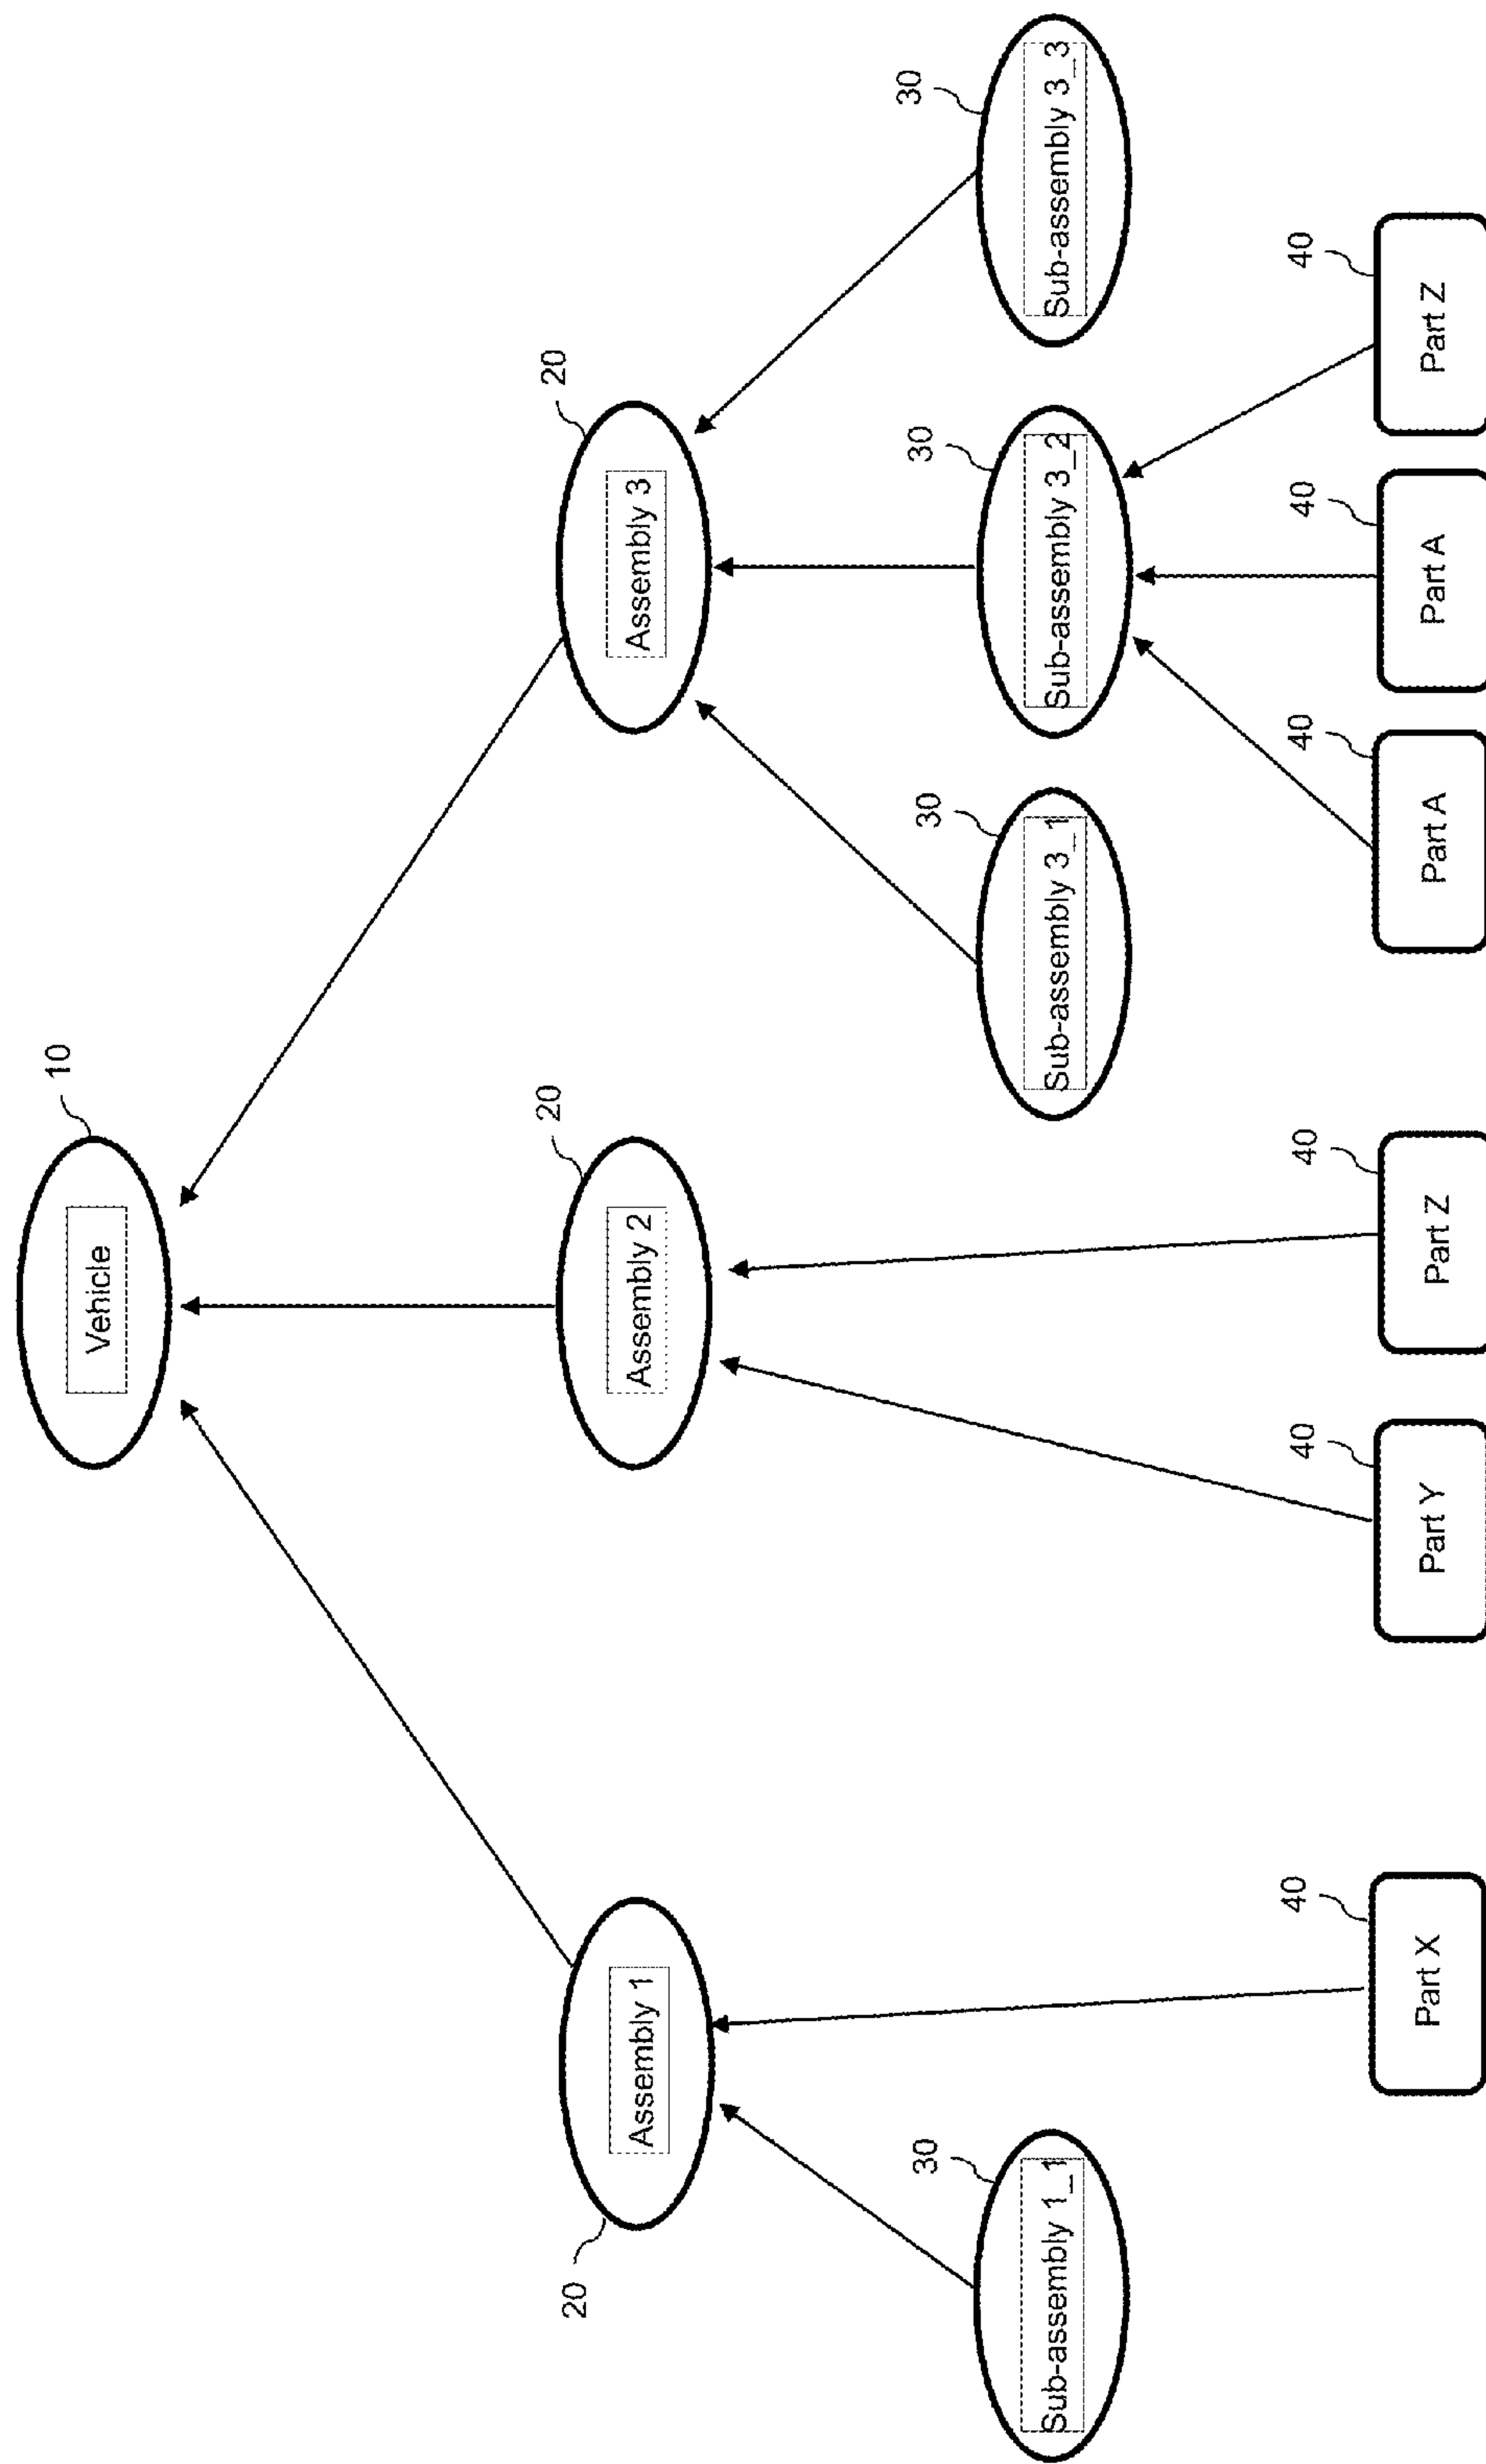 10
Vehicle
20
Assembly 1
20
Assembly 2
20
Assembly 3
30
Sub-assembly 1_1
30
Sub-assembly 3_1
30
Sub-assembly 3_2
30
Sub-assembly 3_3
40
Part X
40
Part Y
40
Part Z
40
Part A
40
Part A
40
Part Z